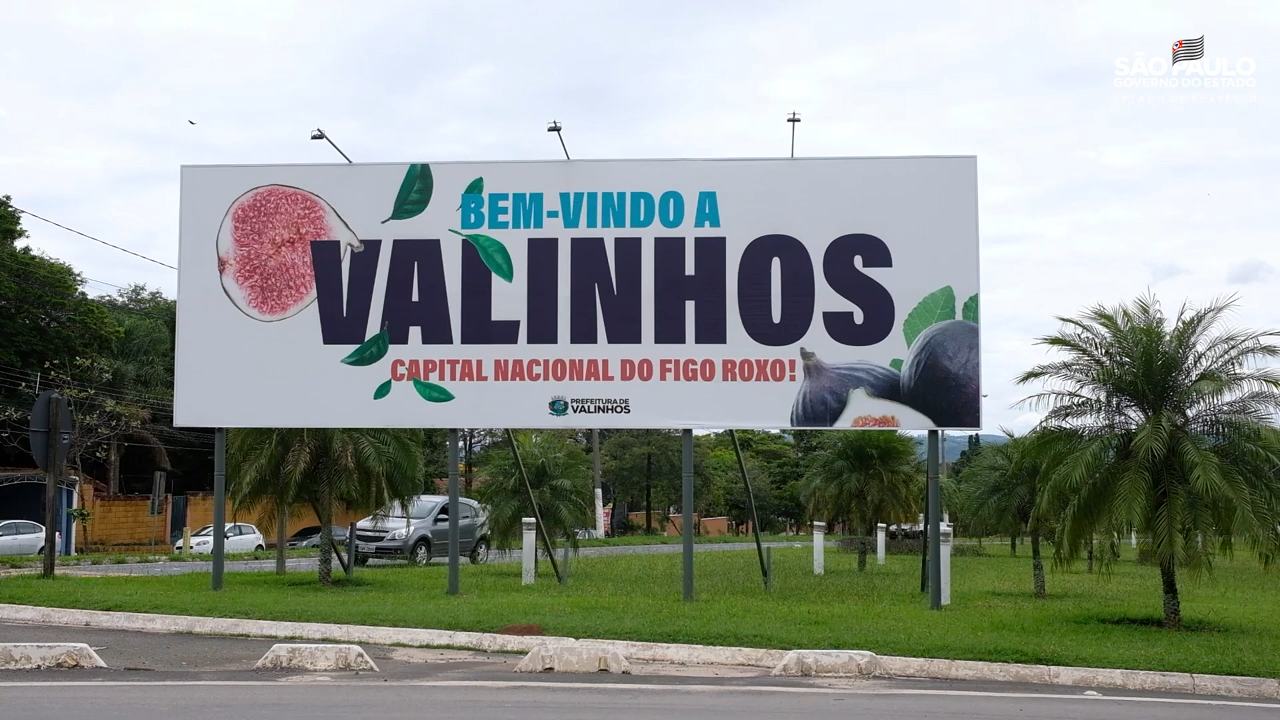 SÃO PAULO
GOVERNO DO ESTADO
BEM-VINDO A
VALINHOS
CAPITAL NACIONAL DO FIGO ROXO!
PREFEITURA DE
VALINHOS